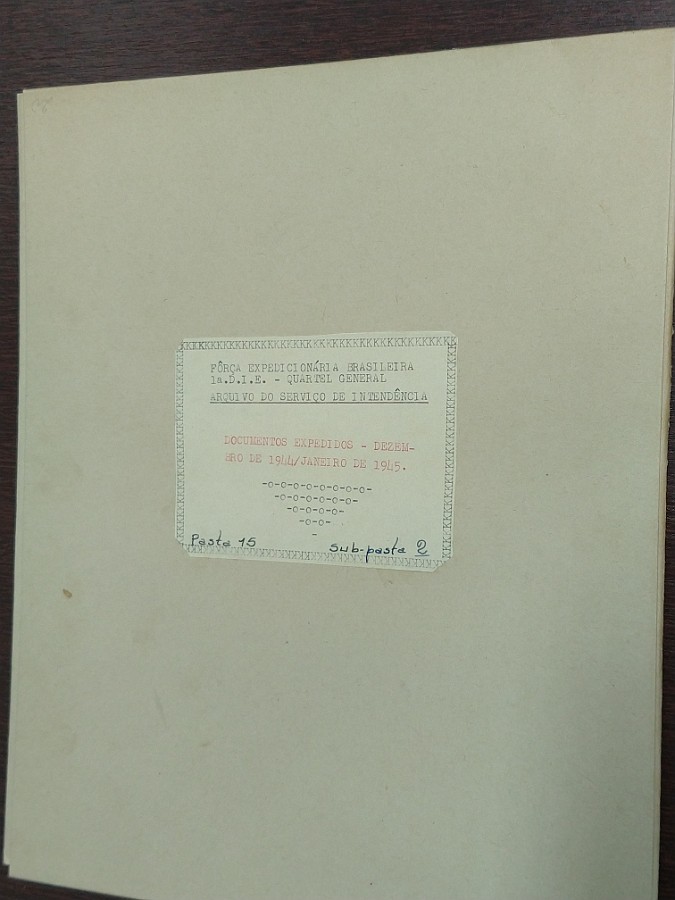 FÔRÇA EXPEDICIONÁRIA BRASILEIRA
1a.D.I.E. - QUARTEL GENERAL
ARQUIVO DO SERVIÇO DE INTENDÊNCIA
DOCUMENTOS EXPEDIDOS - DEZEM-
BRO DE 1944/JANEIRO DE 1945.
-o-o-o-o-o-o-o-o-
-o-o-o-o-o-o-
-o-o-o-o-
-o-o-
-
Pasta 15 Sub-pasta 2